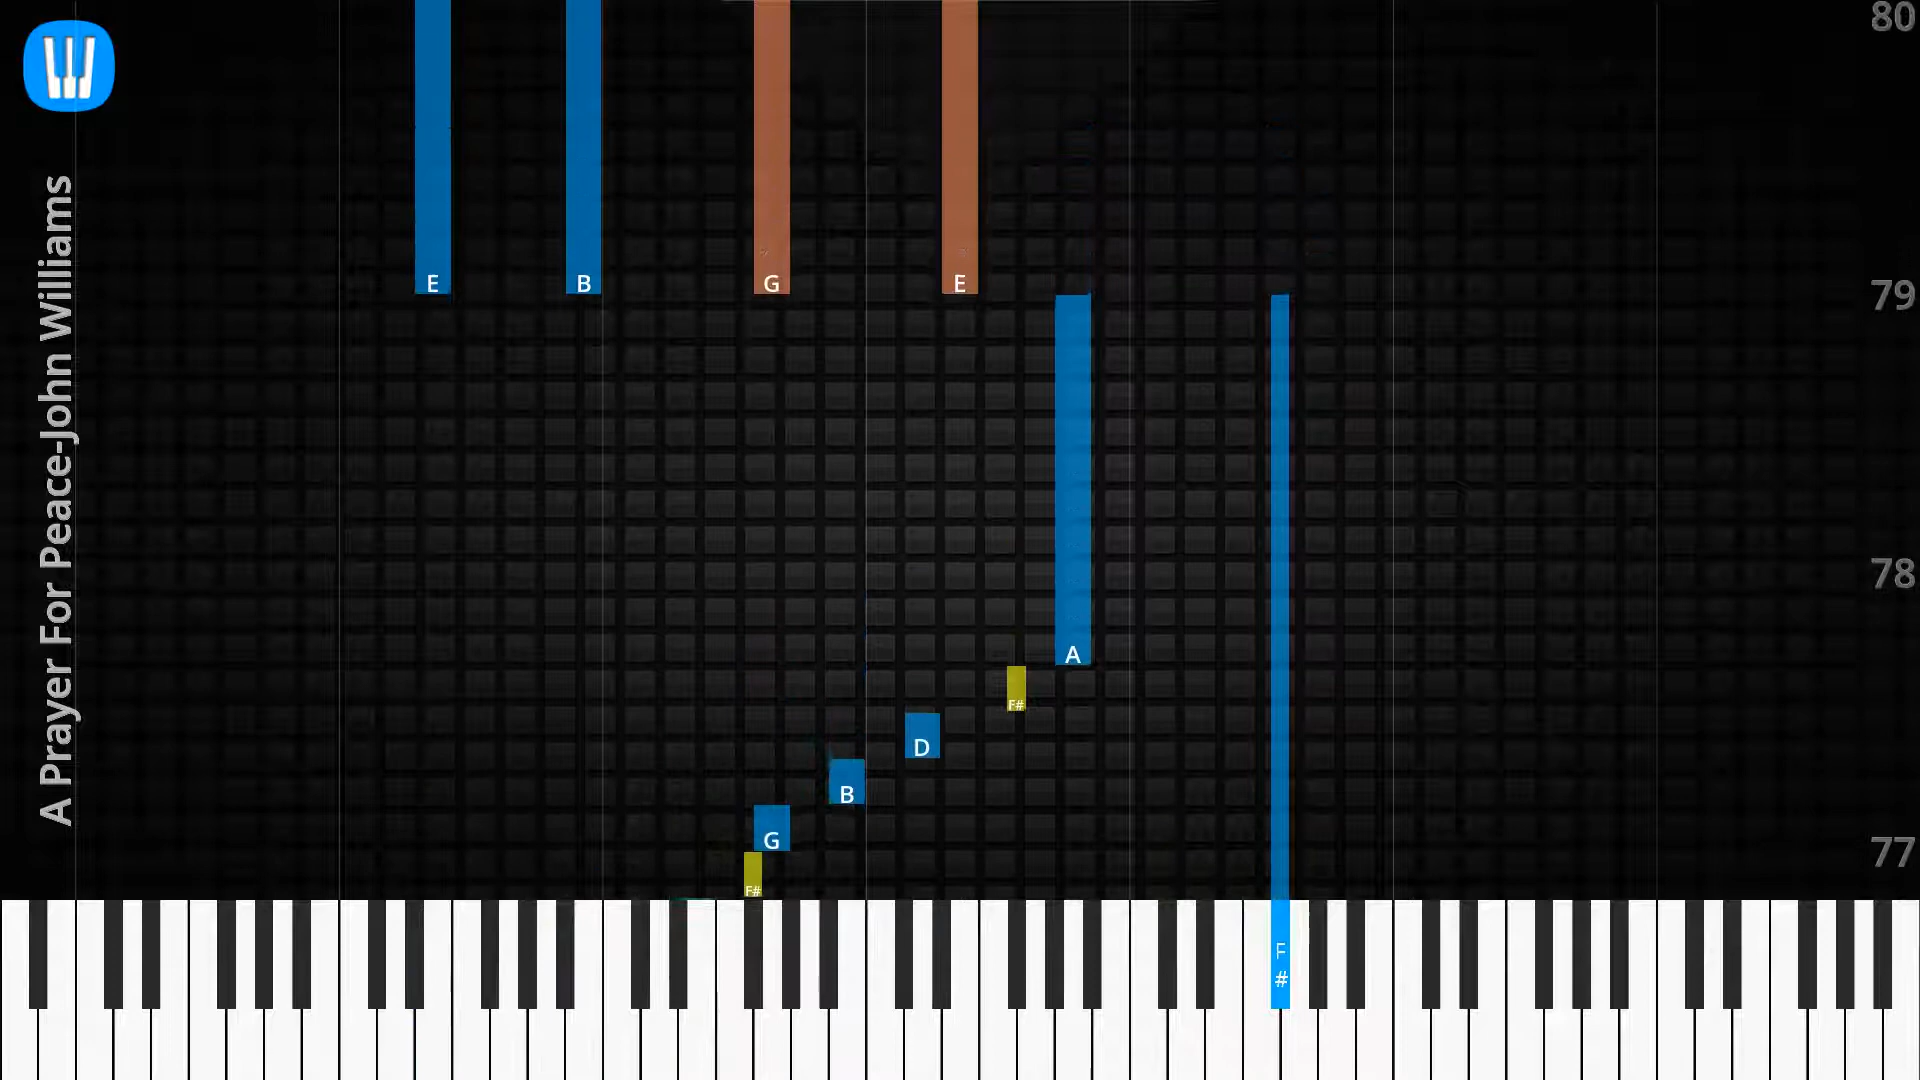 80
A Prayer For Peace-John Williams
E B G E
79
78
A
F#
D
B
G
77
F#
F
#